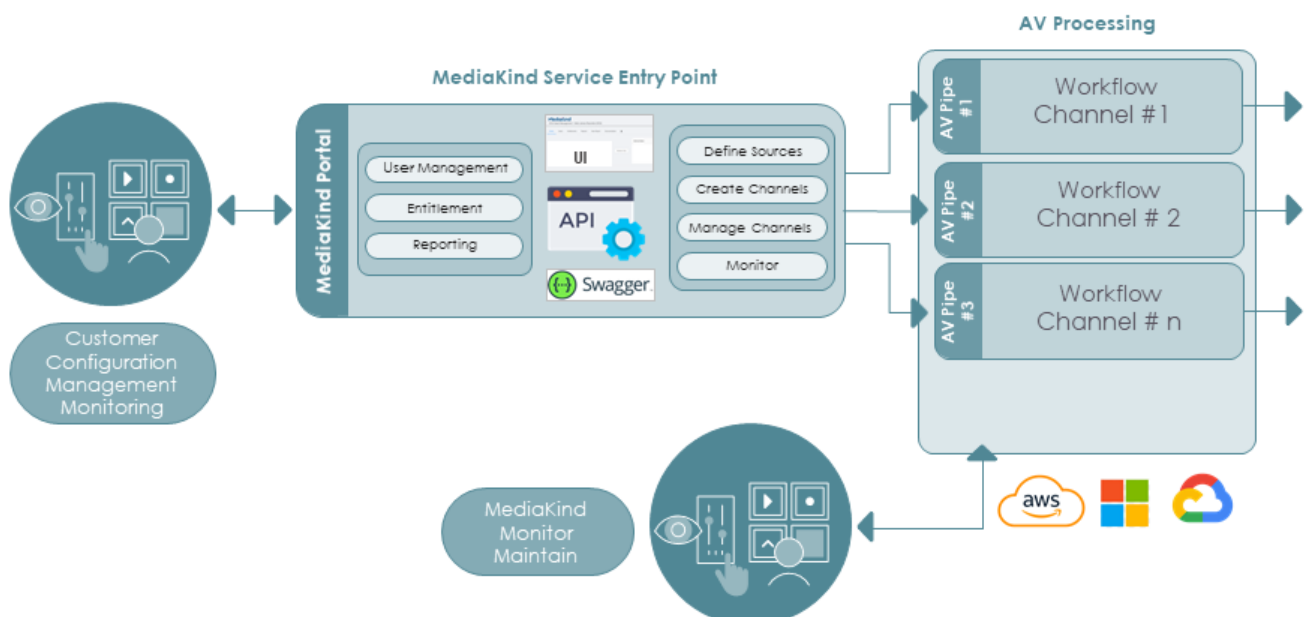 AV Processing
MediaKind Service Entry Point
MediaKind Portal
User Management
Entitlement
Reporting
MediaKind
UI
API
Swagger
Define Sources
Create Channels
Manage Channels
Monitor
AV Pipe
#1
Workflow
Channel #1
AV Pipe
#2
Workflow
Channel # 2
AV Pipe
#3
Workflow
Channel # n
Customer
Configuration
Management
Monitoring
MediaKind
Monitor
Maintain
aws